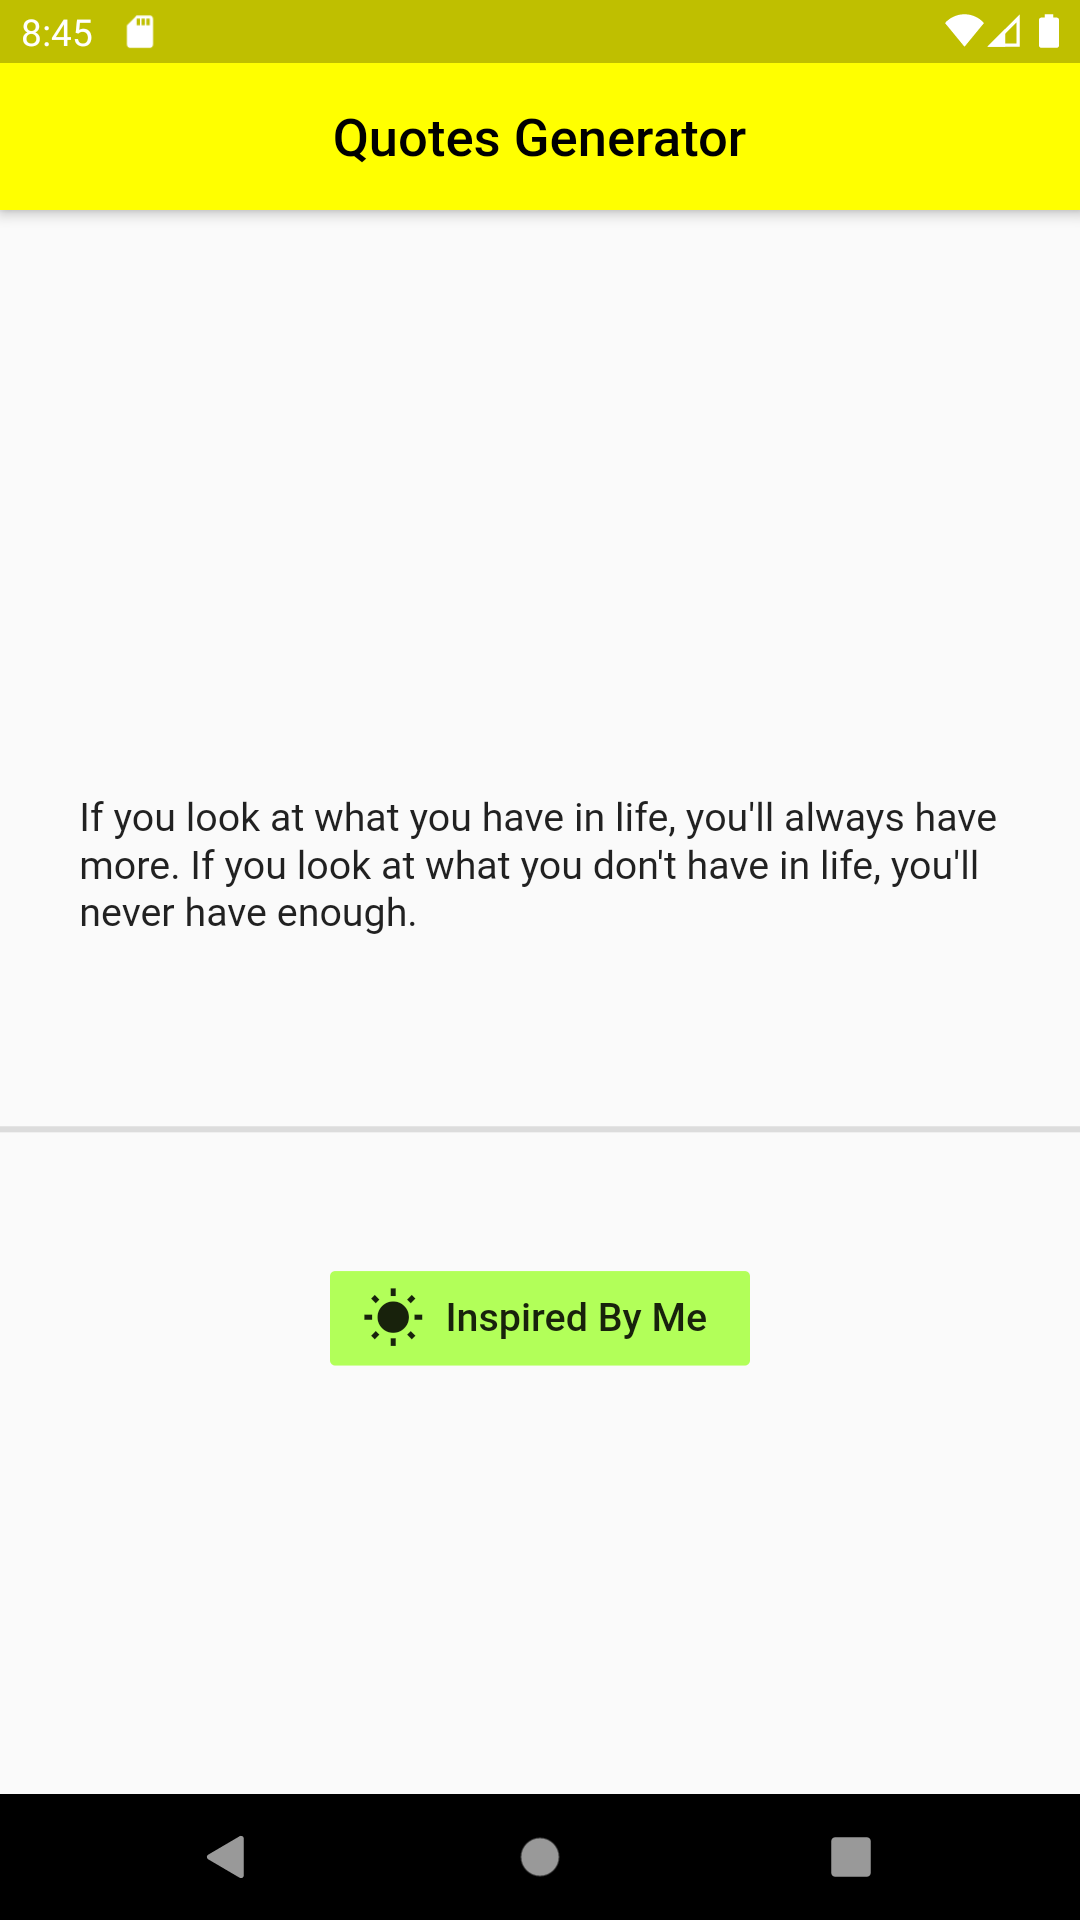 8:45
Quotes Generator
If you look at what you have in life, you'll always have
more. If you look at what you don't have in life, you'll
never have enough.
Inspired By Me